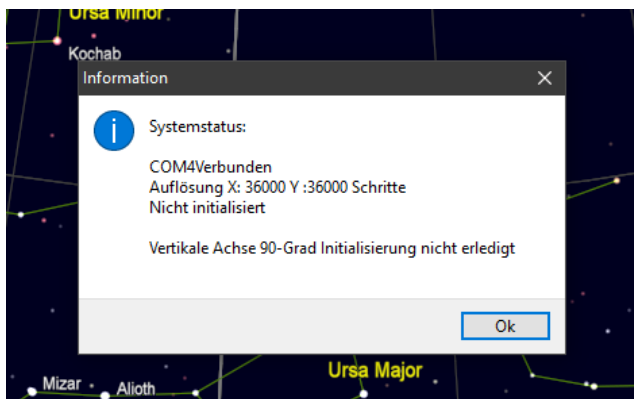 Ursa Minor
Kochab
Information
Systemstatus:
COM4Verbunden
Auflösung X: 36000 Y :36000 Schritte
Nicht initialisiert
Vertikale Achse 90-Grad Initialisierung nicht erledigt
Ok
Ursa Major
Mizar
Alioth